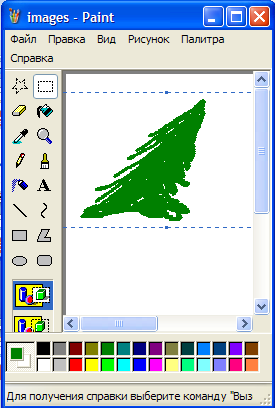 images - Paint
Файл Правка Вид Рисунок Палитра
Справка
A
Для получения справки выберите команду "Выз